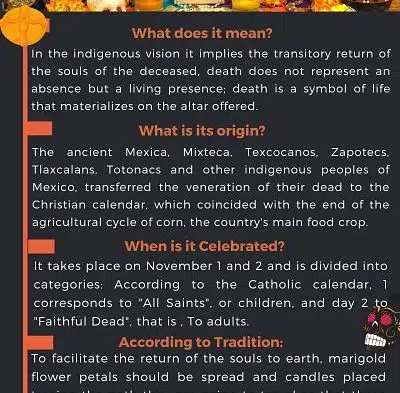 What does it mean?
In the indigenous vision it implies the transitory return of
the souls of the deceased, death does not represent an
absence but a living presence; death is a symbol of life
that materializes on the altar offered.
What is its origin?
The ancient Mexica, Mixteca, Texcocanos, Zapotecs,
Tlaxcalans, Totonacs and other indigenous peoples of
Mexico, transferred the veneration of their dead to the
Christian calendar, which coincided with the end of the
agricultural cycle of corn, the country's main food crop.
When is it Celebrated?
It takes place on November 1 and 2 and is divided into
categories: According to the Catholic calendar, 1
corresponds to "All Saints", or children, and day 2 to
"Faithful Dead", that is , To adults.
According to Tradition:
To facilitate the return of the souls to earth, marigold
flower petals should be spread and candles placed